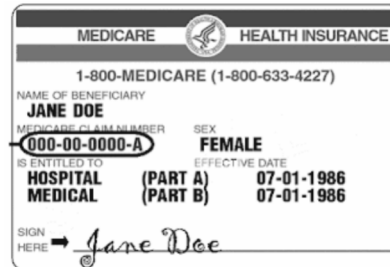 MEDICARE HEALTH INSURANCE
1-800-MEDICARE (1-800-633-4227)
NAME OF BENEFICIARY
JANE DOE
MEDICARE CLAIM NUMBER SEX
000-00-0000-A FEMALE
IS ENTITLED TO EFFECTIVE DATE
HOSPITAL (PART A) 07-01-1986
MEDICAL (PART B) 07-01-1986
SIGN
HERE Jane Doe